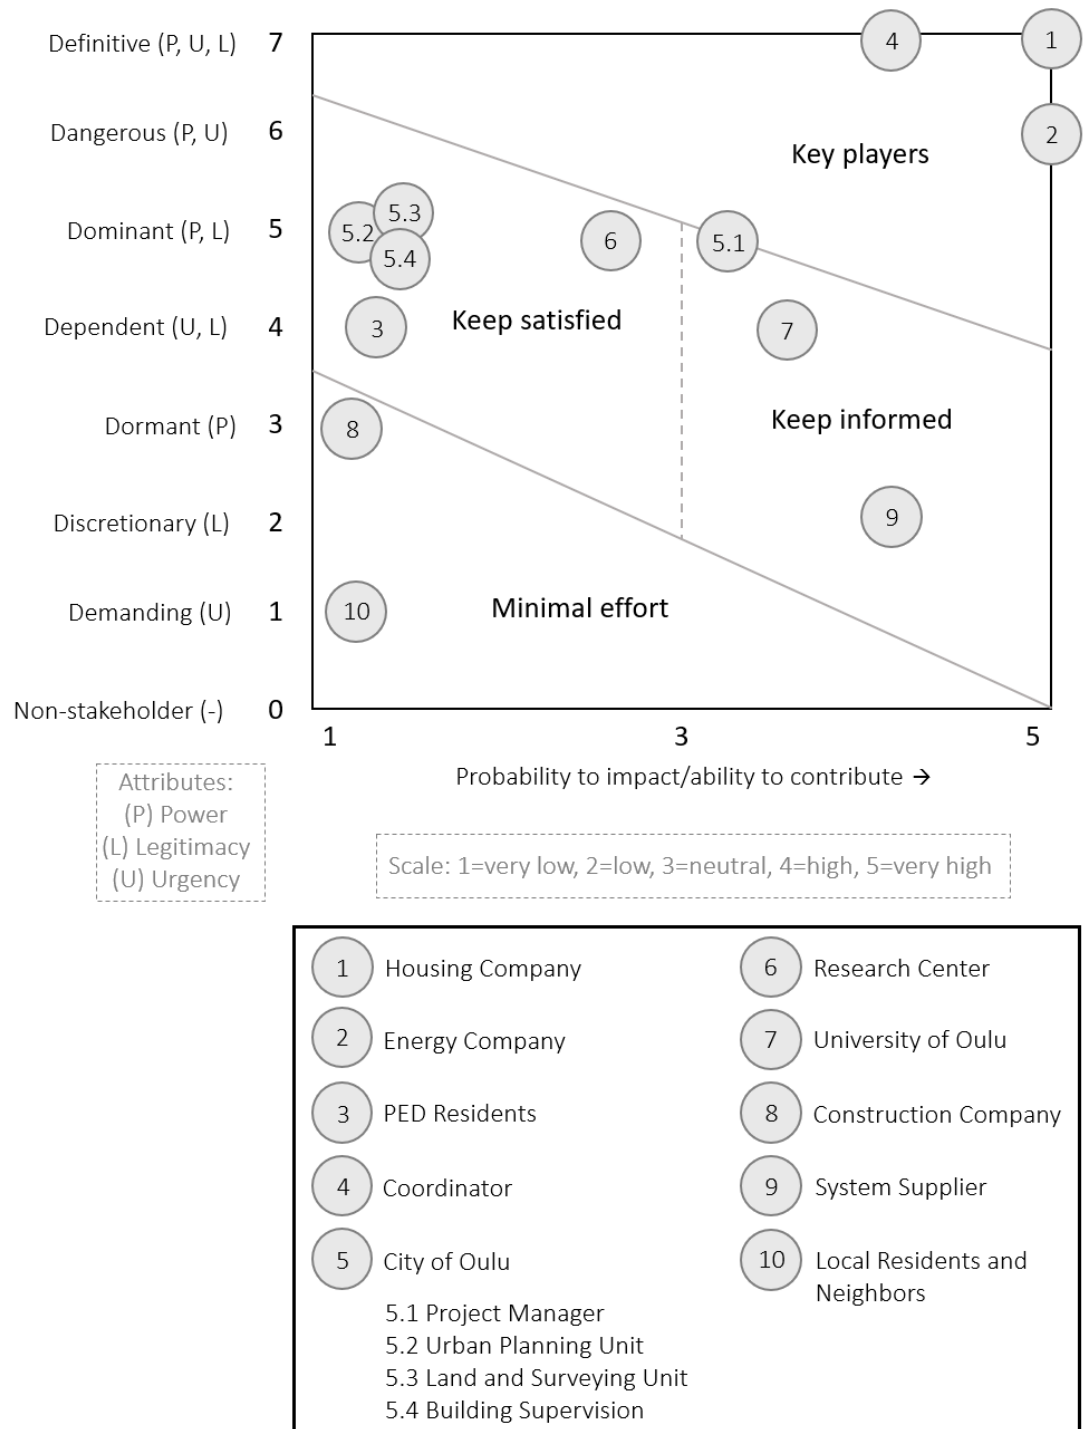 Definitive (P, U, L) 7
4
1
Dangerous (P, U) 6
2
Key players
Dominant (P, L) 5
5.3
5.2
5.4
6
5.1
Dependent (U, L) 4
3
Keep satisfied
7
Dormant (P) 3
8
Keep informed
Discretionary (L) 2
9
Demanding (U) 1
10
Minimal effort
Non-stakeholder (-) 0
1 3 5
Probability to impact/ability to contribute →
Attributes:
(P) Power
(L) Legitimacy
(U) Urgency
Scale: 1=very low, 2=low, 3=neutral, 4=high, 5=very high
1 Housing Company
2 Energy Company
3 PED Residents
4 Coordinator
5 City of Oulu
5.1 Project Manager
5.2 Urban Planning Unit
5.3 Land and Surveying Unit
5.4 Building Supervision
6 Research Center
7 University of Oulu
8 Construction Company
9 System Supplier
10 Local Residents and
Neighbors